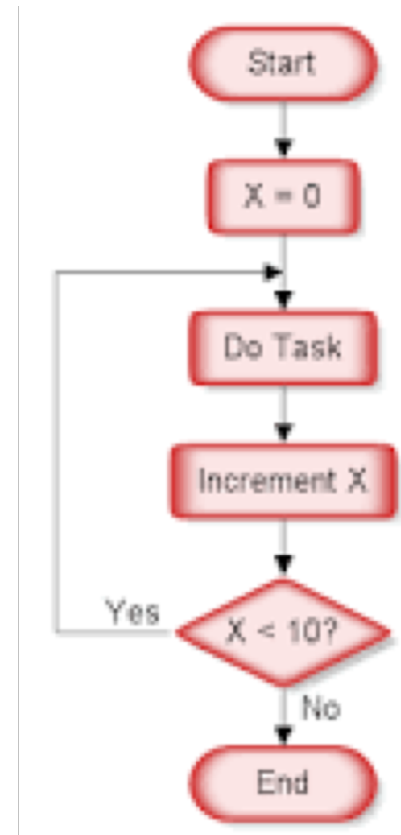 Start
X = 0
Do Task
Increment X
X < 10?
Yes
No
End